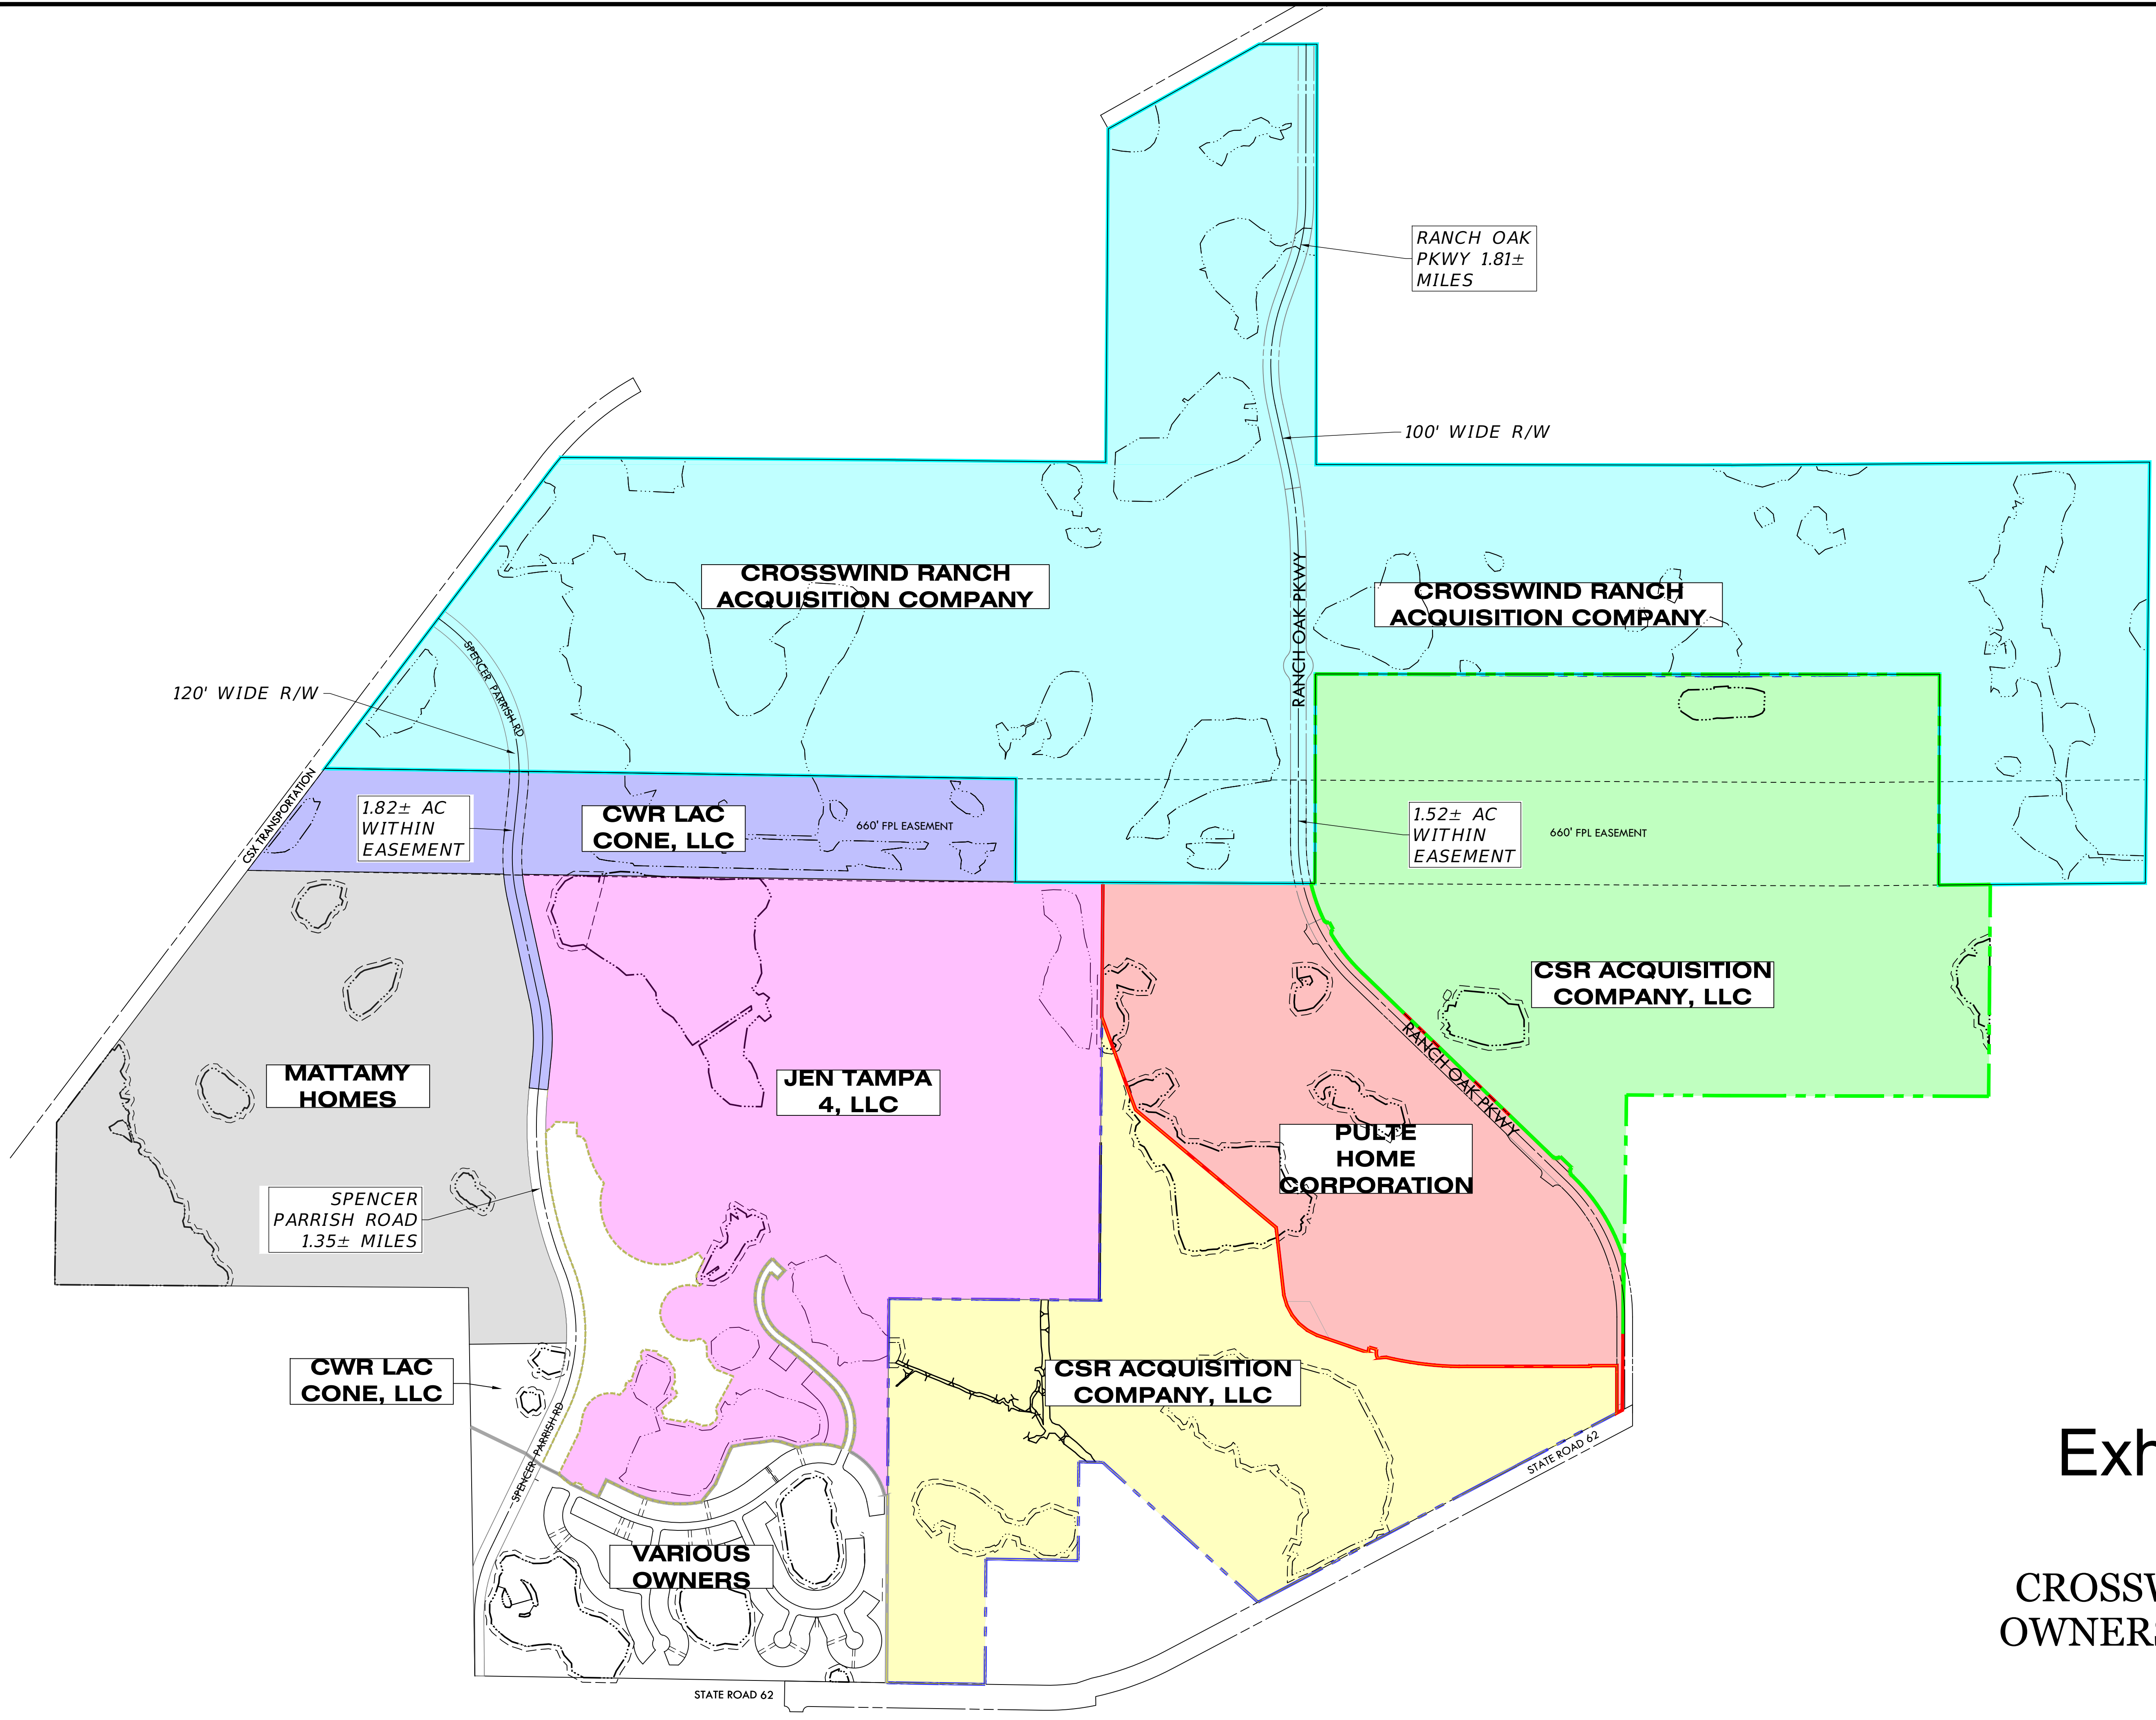 RANCH OAK
PKWY 1.81±
MILES
100' WIDE R/W
CROSSWIND RANCH
ACQUISITION COMPANY
RANCH OAK PKWY
CROSSWIND RANCH
ACQUISITION COMPANY
SPENCER PARRISH RD
120' WIDE R/W
CSX TRANSPORTATION
1.82± AC
WITHIN
EASEMENT
CWR LAC
CONE, LLC
660' FPL EASEMENT
1.52± AC
WITHIN
EASEMENT
660' FPL EASEMENT
CSR ACQUISITION
COMPANY, LLC
MATTAMY
HOMES
JEN TAMPA
4, LLC
RANCH OAK PKWY
PULTE
HOME
CORPORATION
SPENCER
PARRISH ROAD
1.35± MILES
CWR LAC
CONE, LLC
CSR ACQUISITION
COMPANY, LLC
SPENCER PARRISH RD
STATE ROAD 62
Exh
VARIOUS
OWNERS
CROSSW
OWNERS
STATE ROAD 62